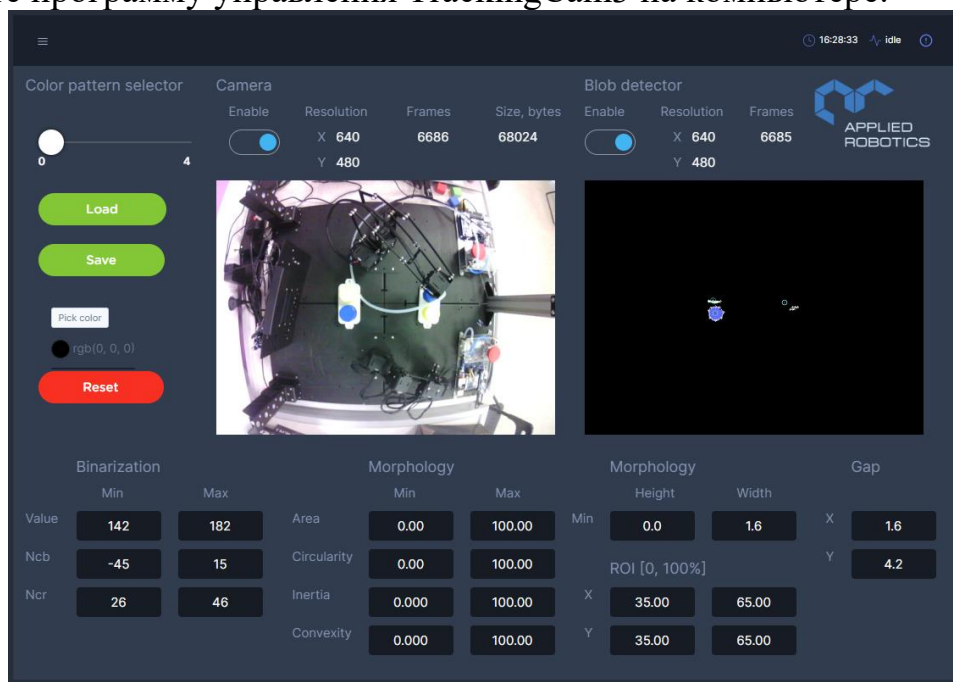 программу управления TrackingCam3 на компьютере.
16:28:33 idle
Color pattern selector Camera Blob detector
Enable Resolution Frames Size, bytes Enable Resolution Frames
X 640 6686 68024 X 640 6685
Y 480 Y 480
APPLIED
ROBOTICS
0 4
Load
Save
Pick color
rgb(0, 0, 0)
Reset
Binarization Morphology Morphology Gap
Min Max Min Max Height Width
Value 142 182 Area 0.00 100.00 Min 0.0 1.6 X 1.6
Ncb -45 15 Circularity 0.00 100.00 ROI [0, 100%] Y 4.2
Ncr 26 46 Inertia 0.000 100.00 X 35.00 65.00
Convexity 0.000 100.00 Y 35.00 65.00